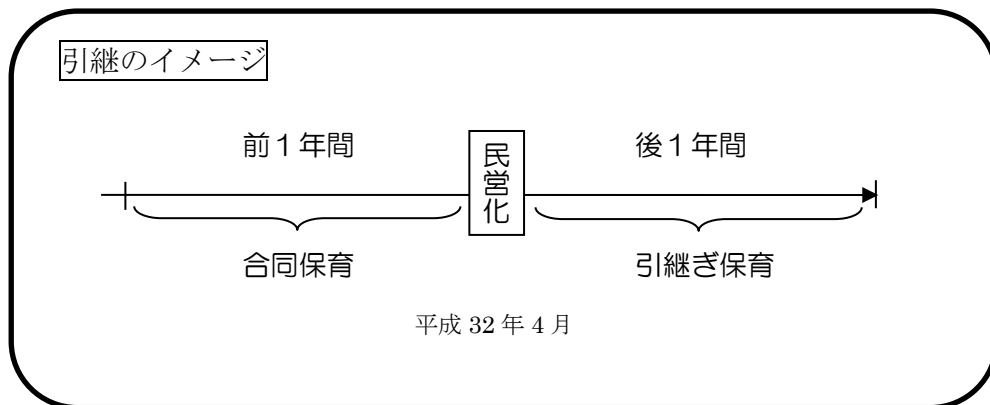 引継のイメージ
前１年間
民営化
後１年間
合同保育
引継ぎ保育
平成 32 年 4 月